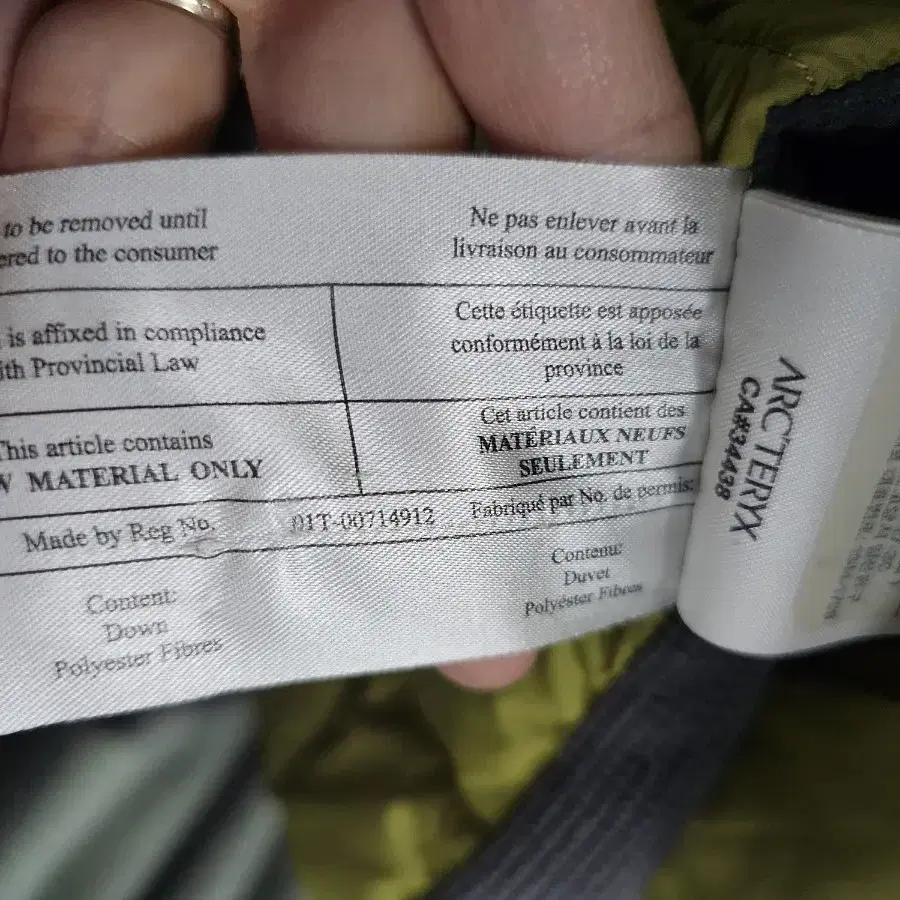 to be removed until
ered to the consumer
Ne pas enlever avant la
livraison au consommateur
is affixed in compliance
ith Provincial Law
Cette étiquette est apposée
conformément à la loi de la
province
This article contains
W MATERIAL ONLY
Cet article contient des
MATÉRIAUX NEUFS
SEULEMENT
Made by Reg No. 01T-00714912 Fabriqué par No. de permis:
Content:
Down
Polyester Fibres
Contenu:
Duvet
Polyéster Fibres
ARC'TERYX
CA#34438